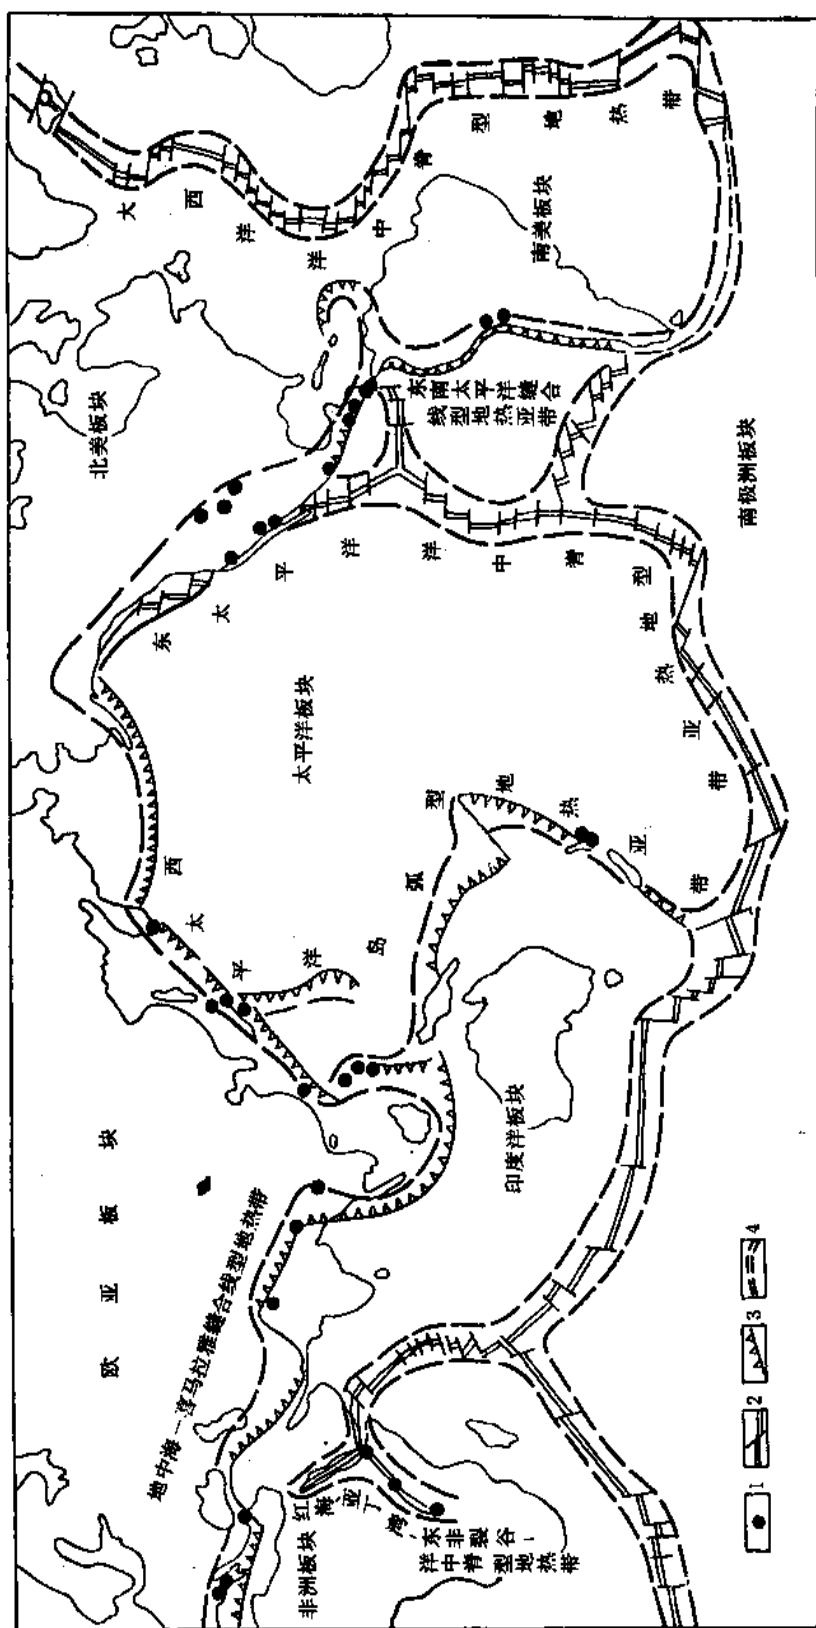 欧亚板块
地中海—喜马拉雅缝合线型地热带
非洲板块
红海、亚丁湾、
东非裂谷-
洋中脊型地热带
印度洋板块
西太平洋岛弧型地热亚带
太平洋板块
东太平洋洋中脊型地热亚带
北美板块
东南太平洋缝合
线型地热亚带
南美板块
南极洲板块
大西洋洋中脊型地热带
1
2
3
4